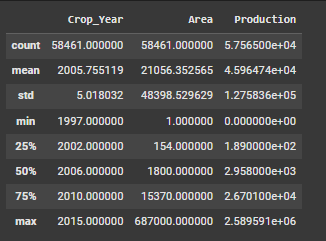 Crop_Year Area Production
count 58461.000000 58461.000000 5.756500e+04
mean 2005.755119 21056.352565 4.596474e+04
std 5.018032 48398.529629 1.275836e+05
min 1997.000000 1.000000 0.000000e+00
25% 2002.000000 154.000000 1.890000e+02
50% 2006.000000 1800.000000 2.958000e+03
75% 2010.000000 15370.000000 2.670100e+04
max 2015.000000 687000.000000 2.589591e+06